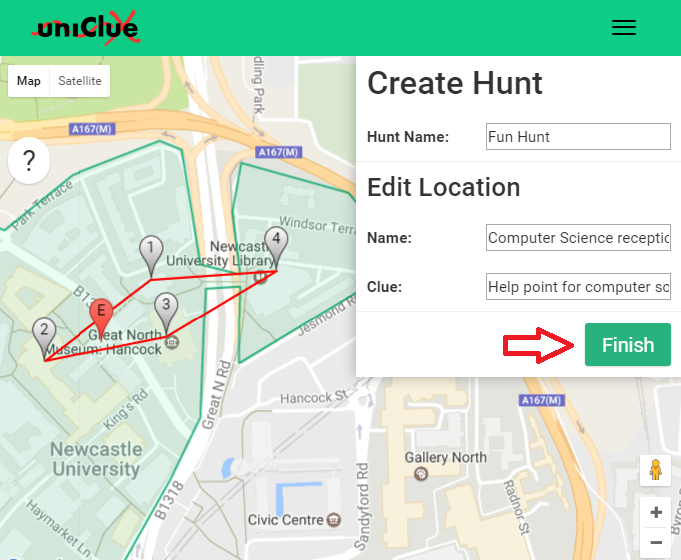 uniClue
Map Satellite
Create Hunt
Hunt Name: Fun Hunt
Edit Location
Name: Computer Science receptic
Clue: Help point for computer sc
Finish
A167(M)
A167(M)
?
Park Terrace
Windsor Terra
1
4
Newcastle
University Library
E
3
2
Great North
Museum: Hancock
Jesmond Rd
King's Rd
Great N Rd
Hancock St
A167(M)
Newcastle
University
Gallery North
B1318
Sandyford Rd
Radnor St
Haymarket Ln
Civic Centre
Byron S
+
−